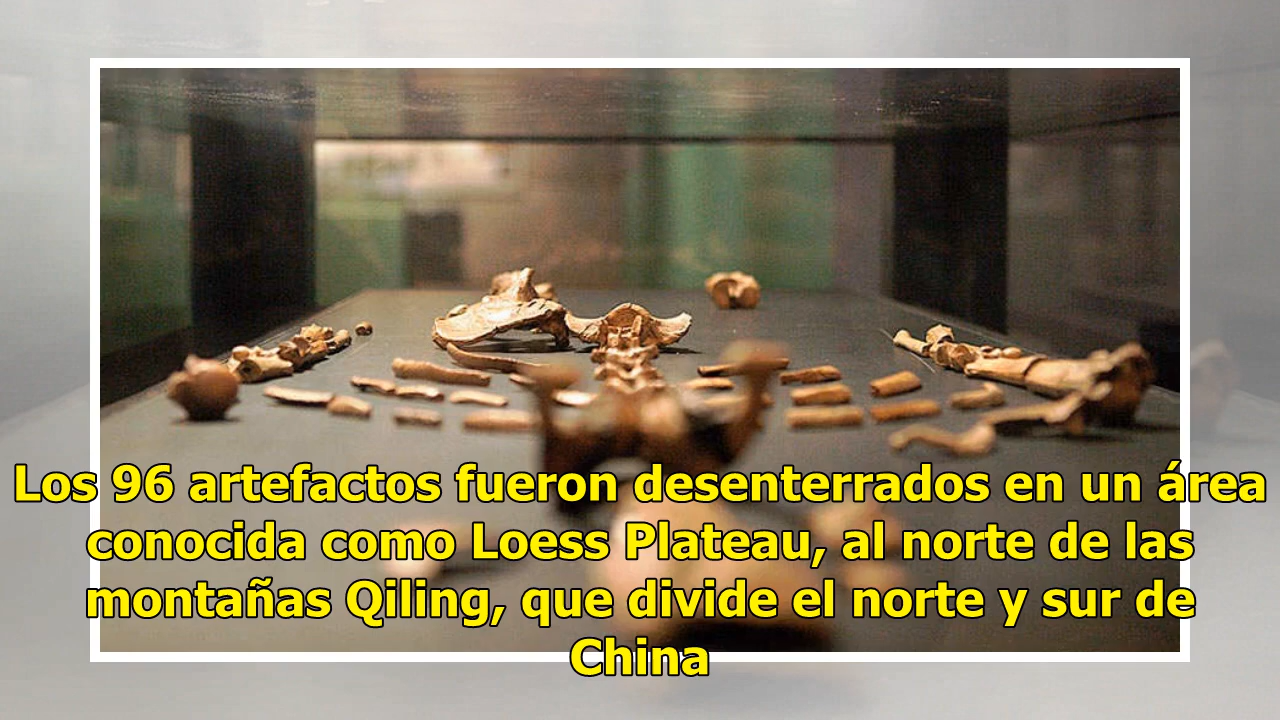 Los 96 artefactos fueron desenterrados en un área
conocida como Loess Plateau, al norte de las
montañas Qiling, que divide el norte y sur de
China